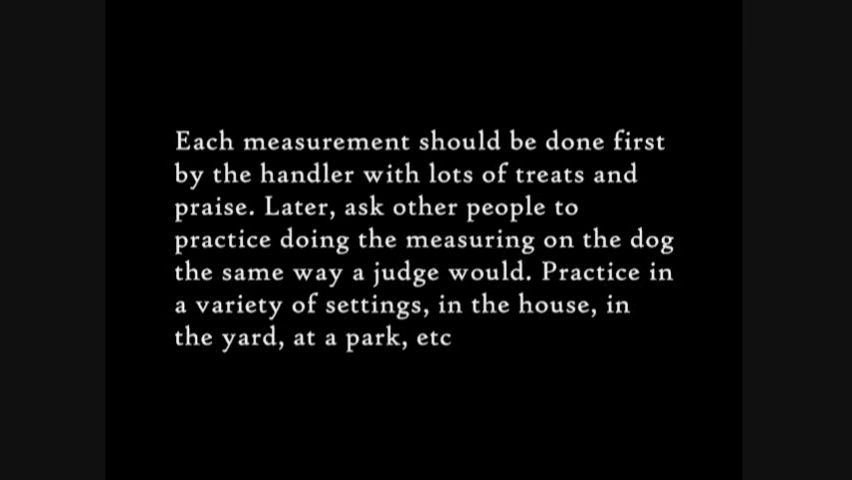 Each measurement should be done first
by the handler with lots of treats and
praise. Later, ask other people to
practice doing the measuring on the dog
the same way a judge would. Practice in
a variety of settings, in the house, in
the yard, at a park, etc